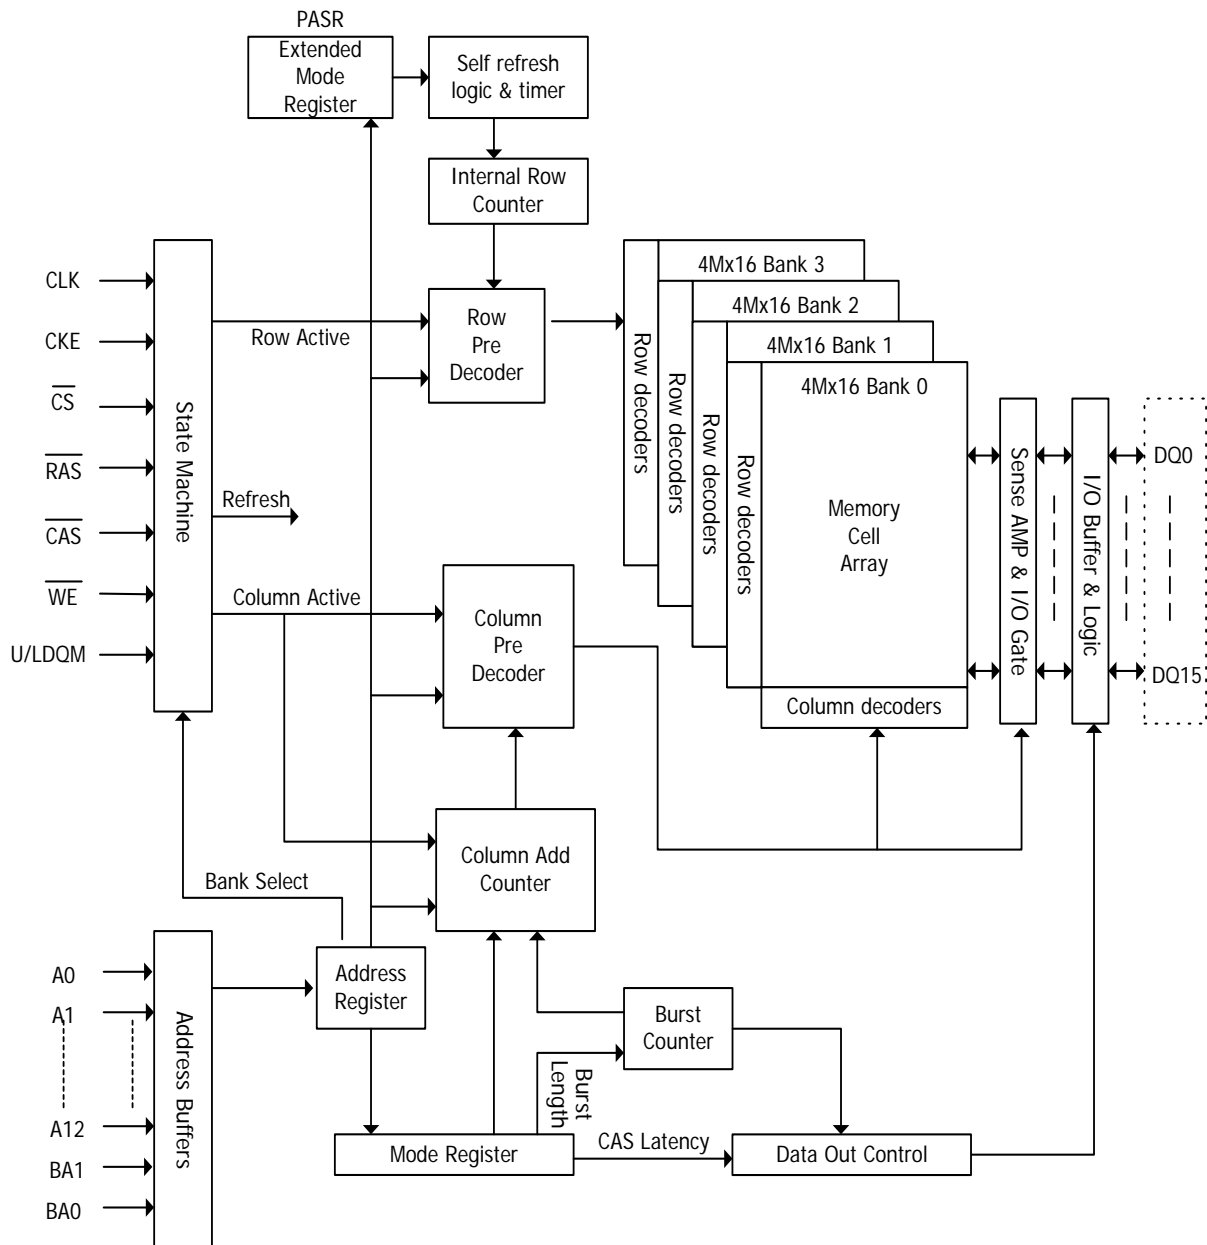 PASR
Extended
Mode
Register
Self refresh
logic & timer
Internal Row
Counter
CLK
CKE
CS
RAS
CAS
WE
U/LDQM
State Machine
Row Active
Refresh
Column Active
Bank Select
Row
Pre
Decoder
Column
Pre
Decoder
Column Add
Counter
Row decoders
Row decoders
Row decoders
Row decoders
4Mx16 Bank 3
4Mx16 Bank 2
4Mx16 Bank 1
4Mx16 Bank 0
Memory
Cell
Array
Column decoders
Sense AMP & I/O Gate
I/O Buffer & Logic
DQ0
DQ15
A0
A1
A12
BA1
BA0
Address Buffers
Address
Register
Burst
Counter
Burst
Length
Mode Register
CAS Latency
Data Out Control